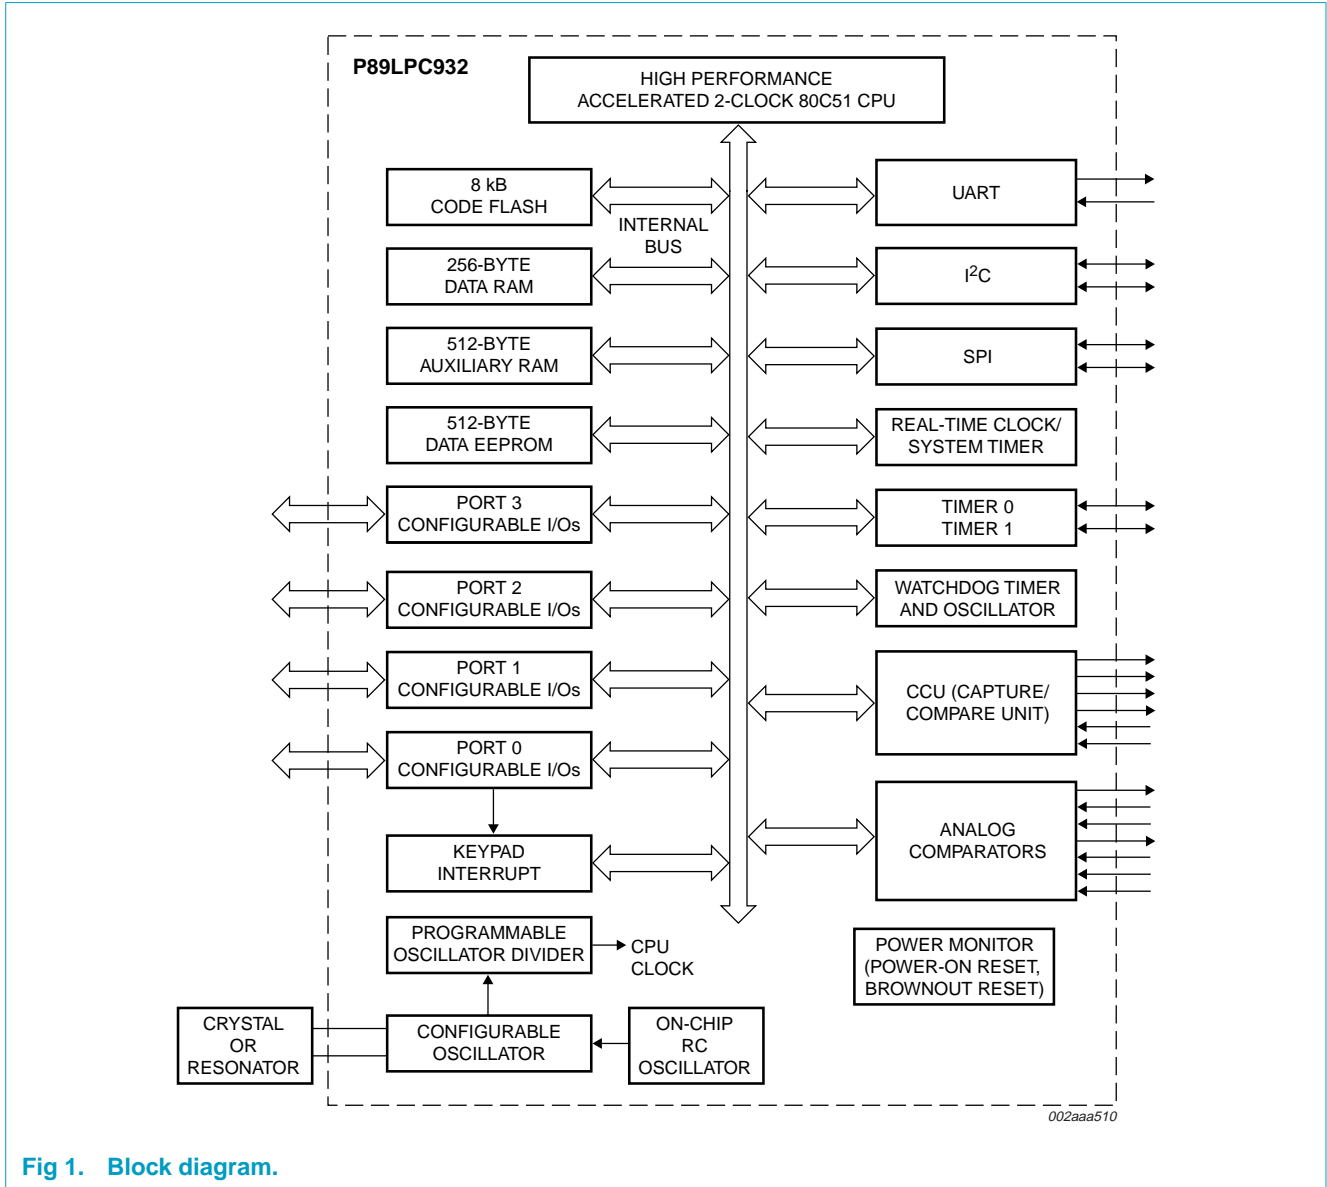 P89LPC932
HIGH PERFORMANCE
ACCELERATED 2-CLOCK 80C51 CPU
8 kB
CODE FLASH
INTERNAL
BUS
256-BYTE
DATA RAM
512-BYTE
AUXILIARY RAM
512-BYTE
DATA EEPROM
PORT 3
CONFIGURABLE I/Os
PORT 2
CONFIGURABLE I/Os
PORT 1
CONFIGURABLE I/Os
PORT 0
CONFIGURABLE I/Os
KEYPAD
INTERRUPT
PROGRAMMABLE
OSCILLATOR DIVIDER
CPU
CLOCK
CRYSTAL
OR
RESONATOR
CONFIGURABLE
OSCILLATOR
ON-CHIP
RC
OSCILLATOR
UART
I²C
SPI
REAL-TIME CLOCK/
SYSTEM TIMER
TIMER 0
TIMER 1
WATCHDOG TIMER
AND OSCILLATOR
CCU (CAPTURE/
COMPARE UNIT)
ANALOG
COMPARATORS
POWER MONITOR
(POWER-ON RESET,
BROWNOUT RESET)
002aaa510
Fig 1. Block diagram.